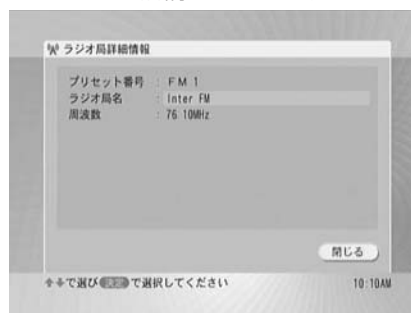 ラジオ局詳細情報
プリセット番号 : FM 1
ラジオ局名 : Inter FM
周波数 : 76.10MHz
閉じる
で選び 決定 で選択してください 10:10AM